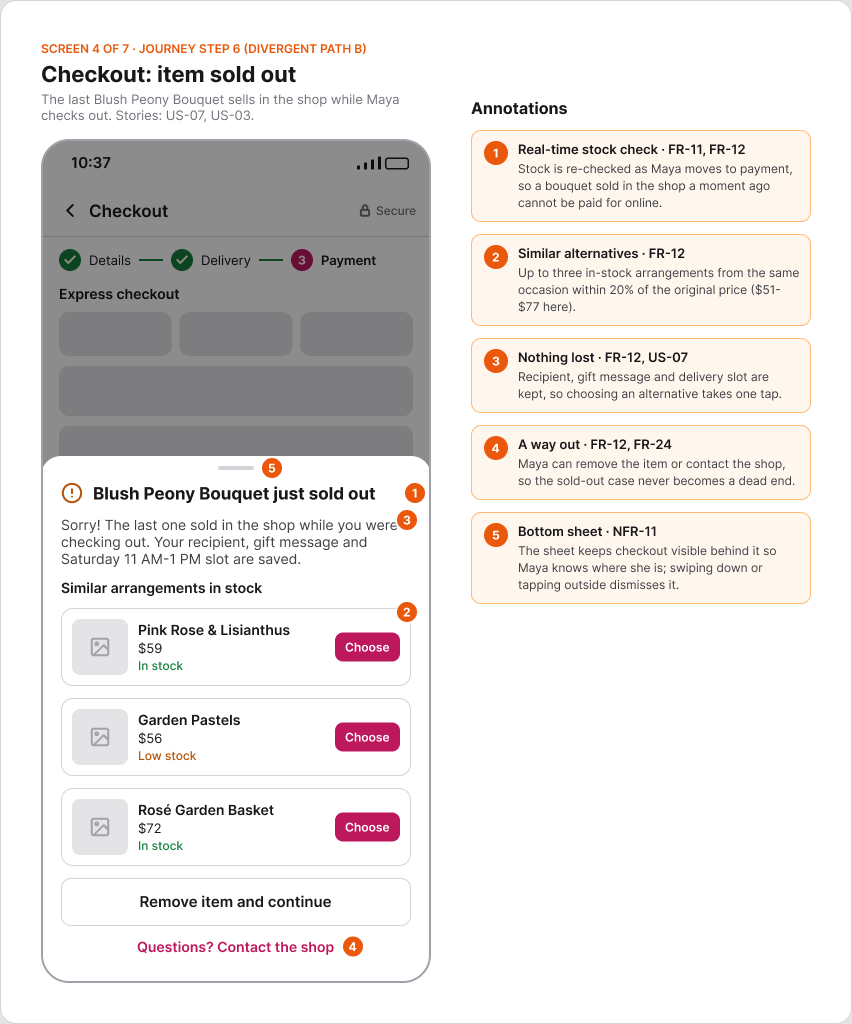 SCREEN 4 OF 7 · JOURNEY STEP 6 (DIVERGENT PATH B)
Checkout: item sold out
The last Blush Peony Bouquet sells in the shop while Maya
checks out. Stories: US-07, US-03.
10:37
Checkout
Secure
Details
Delivery
3
Payment
Express checkout
5
Blush Peony Bouquet just sold out
1
Sorry! The last one sold in the shop while you were
3
checking out. Your recipient, gift message and
Saturday 11 AM-1 PM slot are saved.
Similar arrangements in stock
2
Pink Rose & Lisianthus
$59
In stock
Choose
Garden Pastels
$56
Low stock
Choose
Rosé Garden Basket
$72
In stock
Choose
Remove item and continue
Questions? Contact the shop
4
Annotations
1
Real-time stock check · FR-11, FR-12
Stock is re-checked as Maya moves to payment,
so a bouquet sold in the shop a moment ago
cannot be paid for online.
2
Similar alternatives · FR-12
Up to three in-stock arrangements from the same
occasion within 20% of the original price ($51-
$77 here).
3
Nothing lost · FR-12, US-07
Recipient, gift message and delivery slot are
kept, so choosing an alternative takes one tap.
4
A way out · FR-12, FR-24
Maya can remove the item or contact the shop,
so the sold-out case never becomes a dead end.
5
Bottom sheet · NFR-11
The sheet keeps checkout visible behind it so
Maya knows where she is; swiping down or
tapping outside dismisses it.